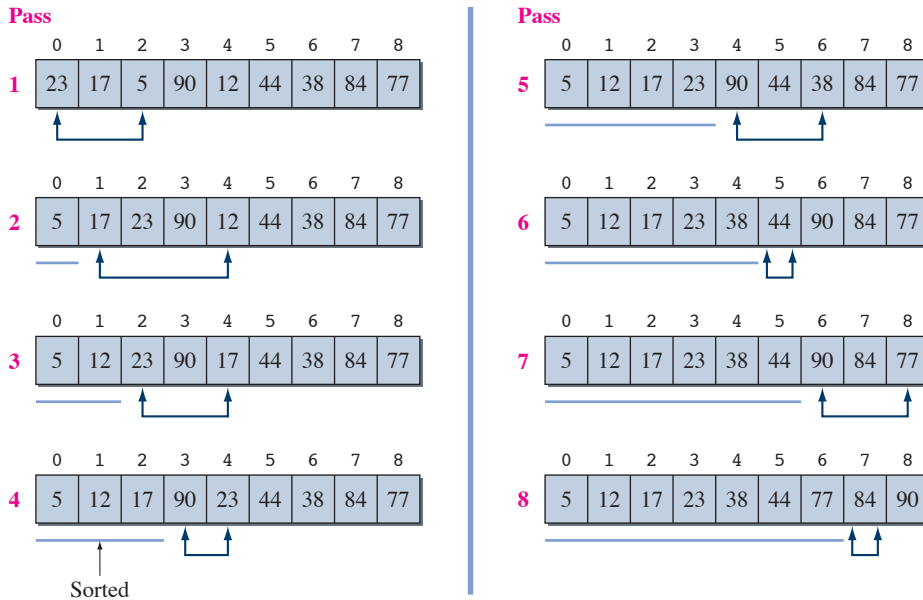 Pass
0 1 2 3 4 5 6 7 8
1 23 17 5 90 12 44 38 84 77
0 1 2 3 4 5 6 7 8
2 5 17 23 90 12 44 38 84 77
0 1 2 3 4 5 6 7 8
3 5 12 23 90 17 44 38 84 77
0 1 2 3 4 5 6 7 8
4 5 12 17 90 23 44 38 84 77
Sorted
Pass
0 1 2 3 4 5 6 7 8
5 5 12 17 23 90 44 38 84 77
0 1 2 3 4 5 6 7 8
6 5 12 17 23 38 44 90 84 77
0 1 2 3 4 5 6 7 8
7 5 12 17 23 38 44 90 84 77
0 1 2 3 4 5 6 7 8
8 5 12 17 23 38 44 77 84 90